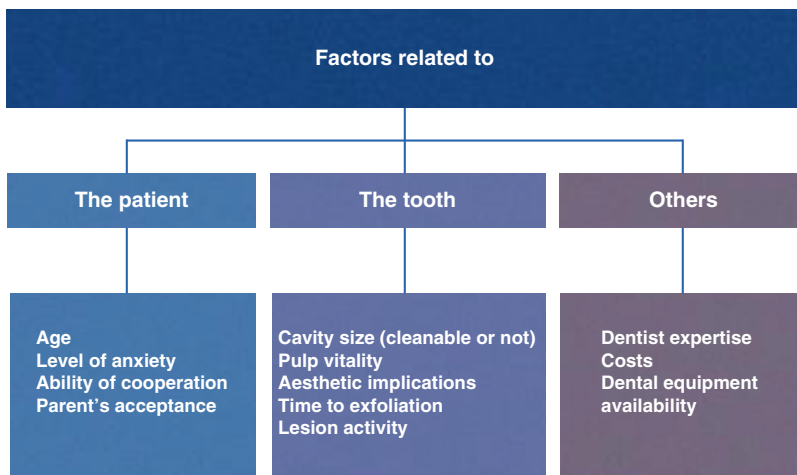 Factors related to
The patient
The tooth
Others
Age
Level of anxiety
Ability of cooperation
Parent's acceptance
Cavity size (cleanable or not)
Pulp vitality
Aesthetic implications
Time to exfoliation
Lesion activity
Dentist expertise
Costs
Dental equipment
availability